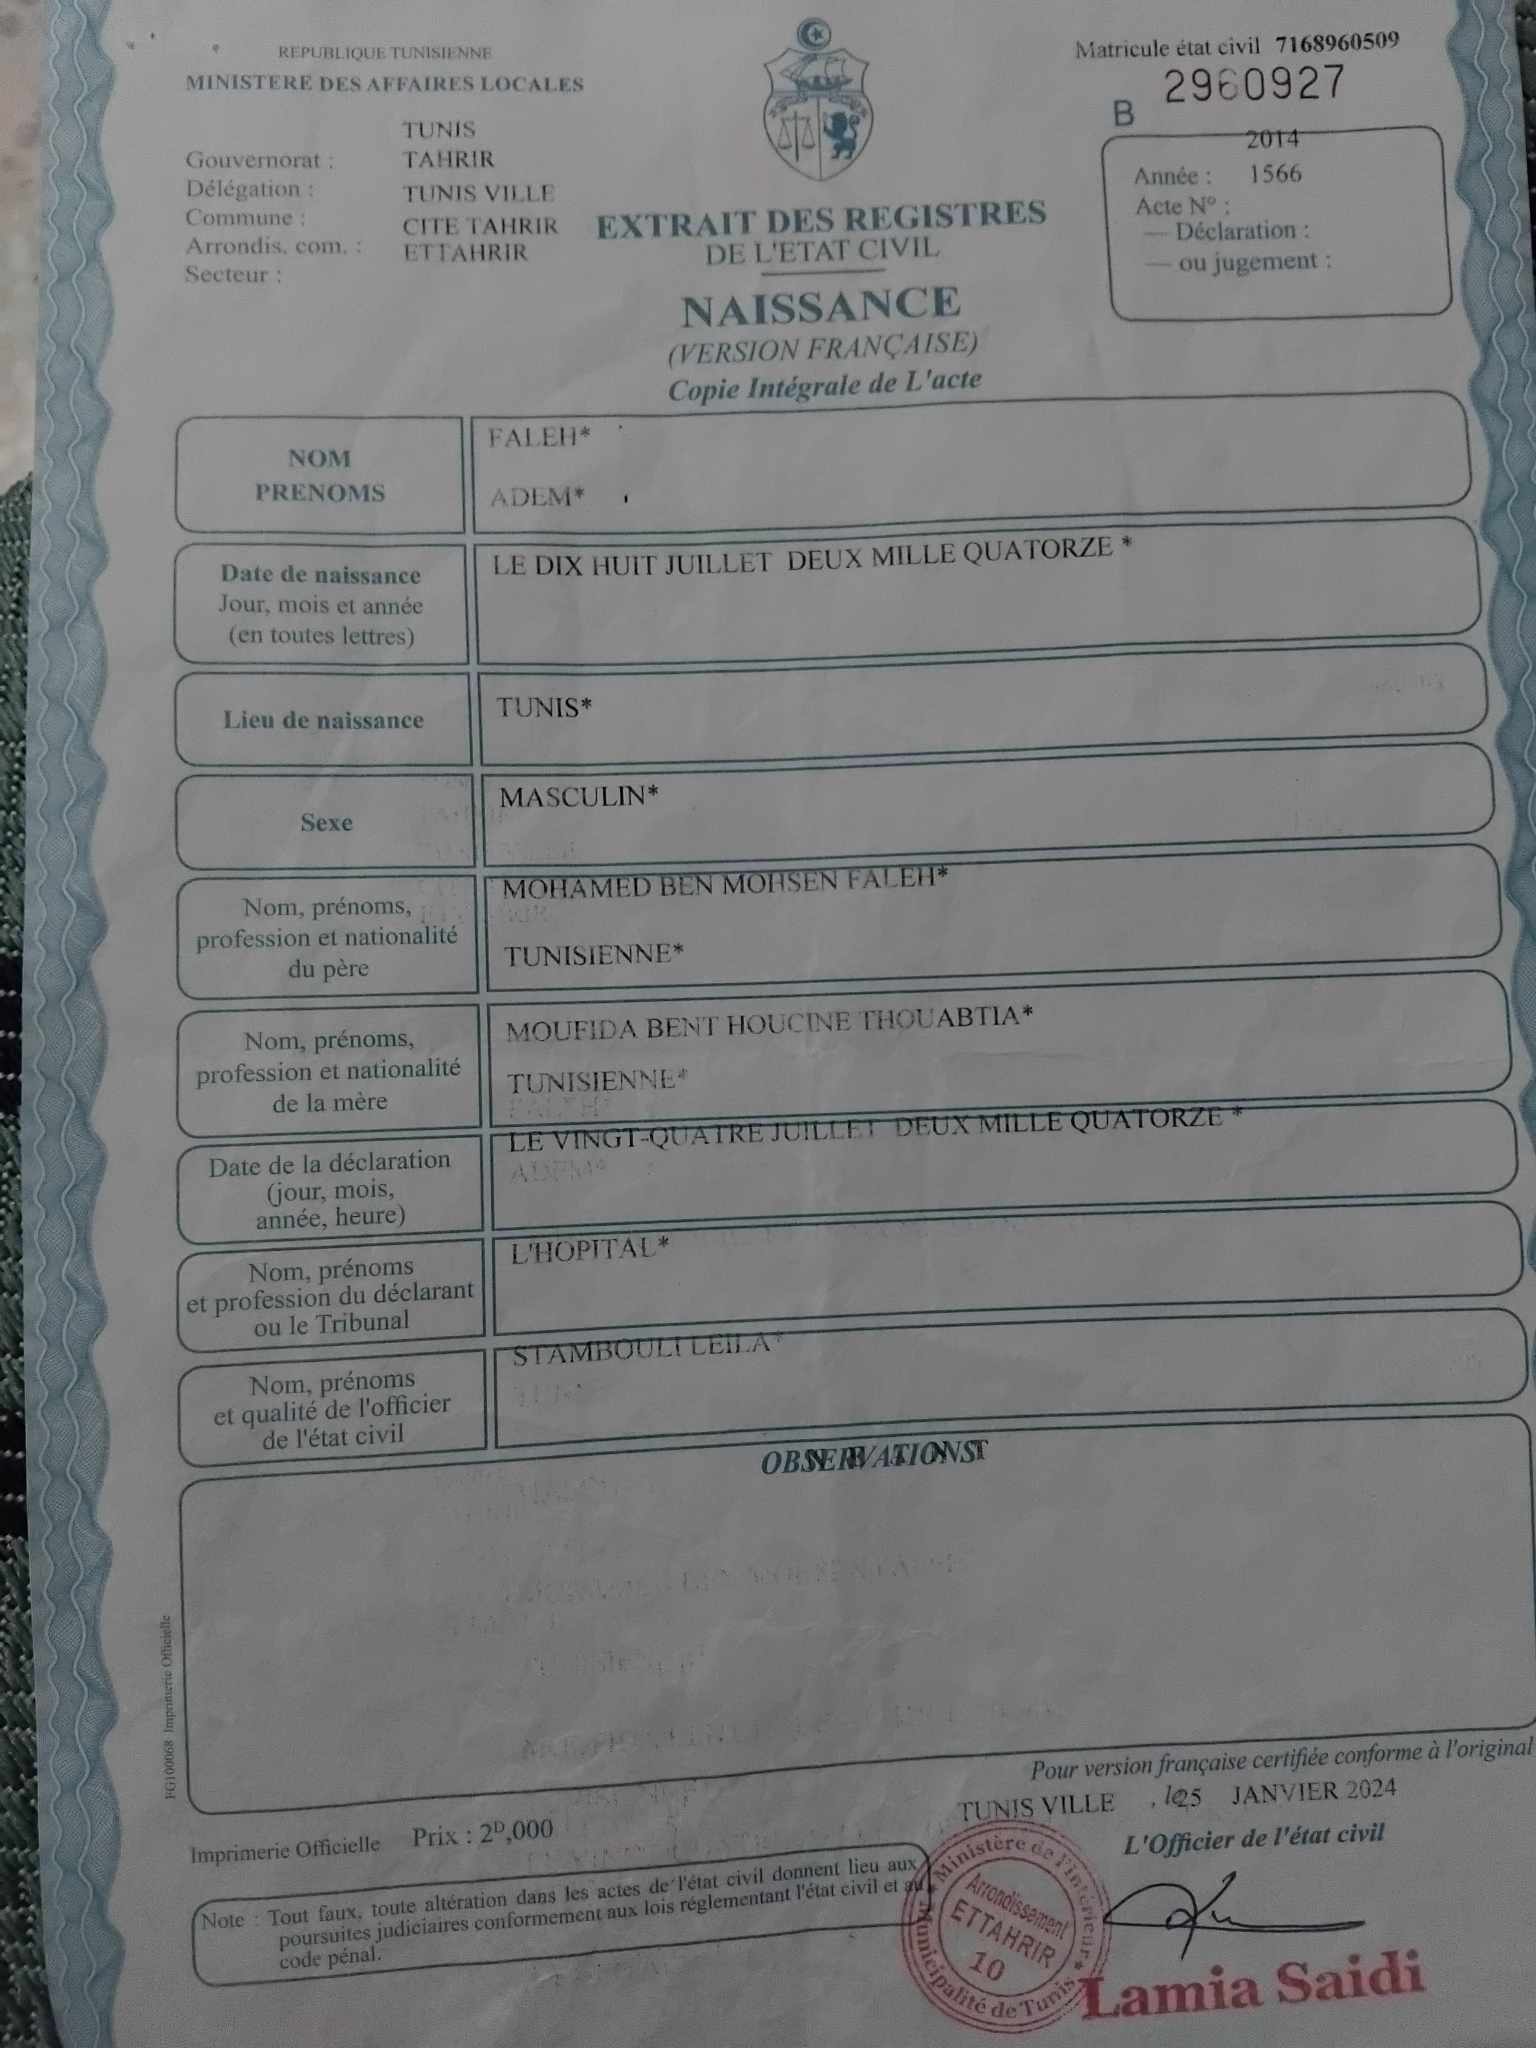 REPUBLIQUE TUNISIENNE
MINISTERE DES AFFAIRES LOCALES
TUNIS
Gouvernorat : TAHRIR
Délégation : TUNIS VILLE
Commune : CITE TAHRIR
Arrondis. com. : ETTAHRIR
Secteur :
Matricule état civil 7168960509
B 2960927
2014
Année : 1566
Acte N° :
— Déclaration :
— ou jugement :
EXTRAIT DES REGISTRES
DE L'ETAT CIVIL
NAISSANCE
(VERSION FRANÇAISE)
Copie Intégrale de L'acte
NOM
PRENOMS
FALEH*
ADEM*
Date de naissance
Jour, mois et année
(en toutes lettres)
LE DIX HUIT JUILLET DEUX MILLE QUATORZE *
Lieu de naissance
TUNIS*
Sexe
MASCULIN*
Nom, prénoms,
profession et nationalité
du père
MOHAMED BEN MOHSEN FALEH*
TUNISIENNE*
Nom, prénoms,
profession et nationalité
de la mère
MOUFIDA BENT HOUCINE THOUABTIA*
TUNISIENNE*
Date de la déclaration
(jour, mois,
année, heure)
LE VINGT-QUATRE JUILLET DEUX MILLE QUATORZE *
Nom, prénoms
et profession du déclarant
ou le Tribunal
L'HOPITAL*
Nom, prénoms
et qualité de l'officier
de l'état civil
STAMBOULI LEILA*
OBSERVATIONS
FG100068 Imprimerie Officielle
Pour version française certifiée conforme à l'original
TUNIS VILLE , le 25 JANVIER 2024
L'Officier de l'état civil
Imprimerie Officielle Prix : 2ᴰ,000
Note : Tout faux, toute altération dans les actes de l'état civil donnent lieu aux
poursuites judiciaires conformement aux lois réglementant l'état civil et au
code pénal.
Ministère de l'intérieur
Municipalité de Tunis
Arrondissement
ETTAHRIR
10
Lamia Saidi